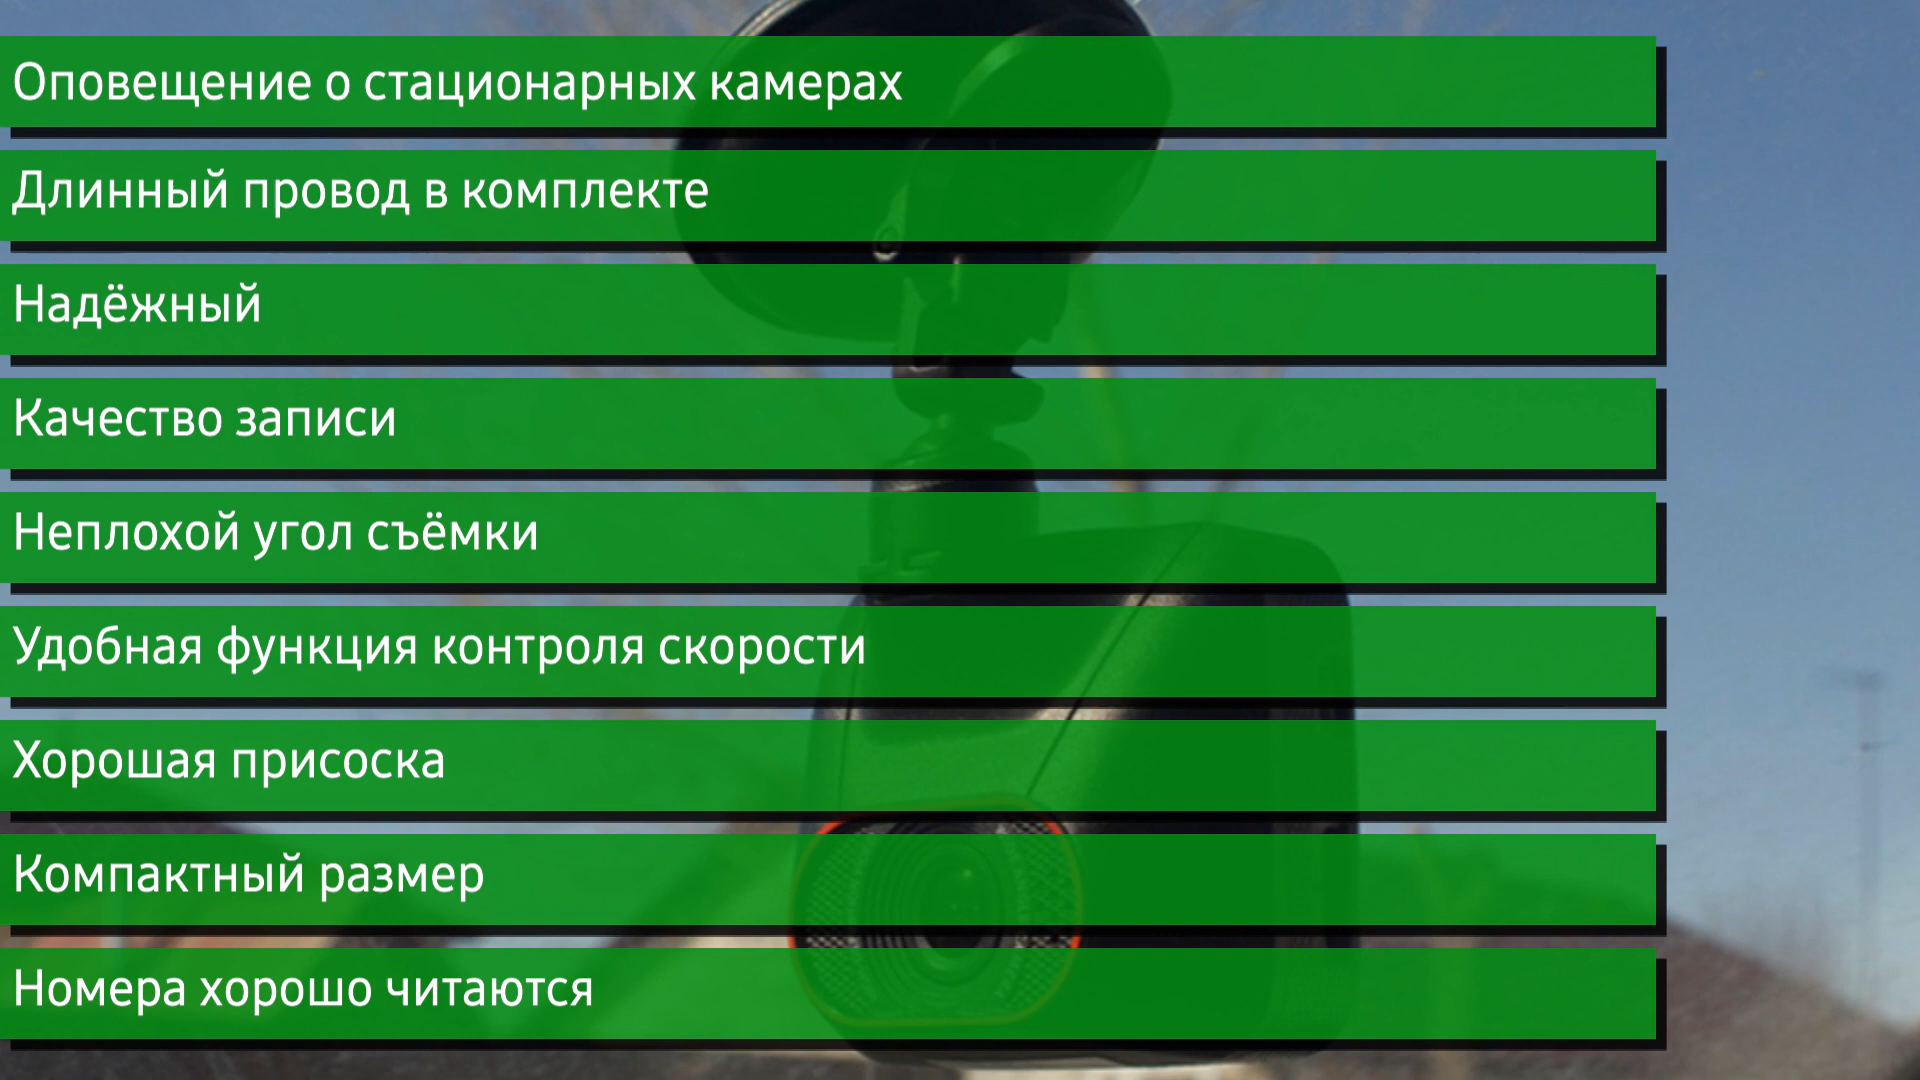 Оповещение о стационарных камерах
Длинный провод в комплекте
Надёжный
Качество записи
Неплохой угол съёмки
Удобная функция контроля скорости
Хорошая присоска
Компактный размер
Номера хорошо читаются